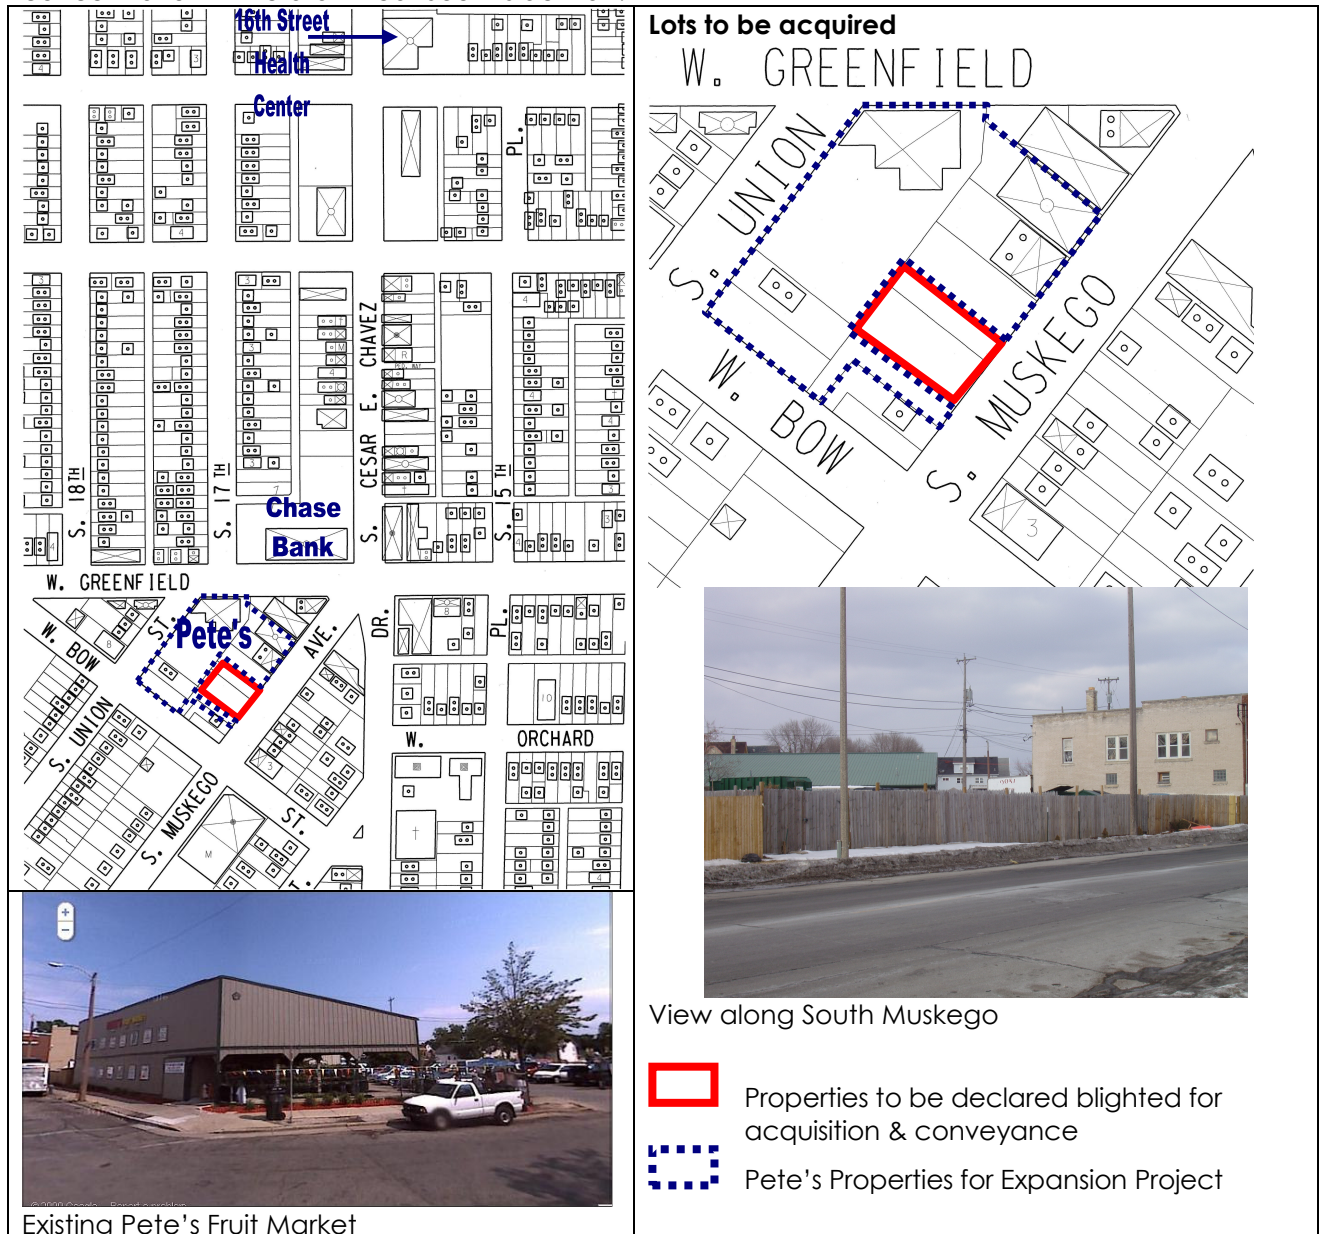 16th Street
Health
Center
PL.
S. 18TH
S. 17TH
S. CESAR E. CHAVEZ
S. 15TH
Chase
Bank
W. GREENFIELD
W. BOW
ST.
Pete's
AVE.
DR.
PL.
S. UNION
S. MUSKEGO
ST.
W. ORCHARD
Existing Pete's Fruit Market
Lots to be acquired
W. GREENFIELD
S. UNION
W. BOW
S. MUSKEGO
3
View along South Muskego
Properties to be declared blighted for
acquisition & conveyance
Pete's Properties for Expansion Project